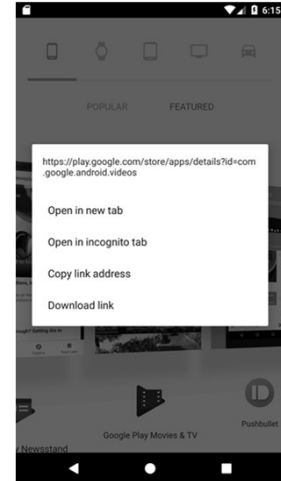 6:15
POPULAR FEATURED
https://play.google.com/store/apps/details?id=com
.google.android.videos
Open in new tab
Open in incognito tab
Copy link address
Download link
Google Play Movies & TV
Pushbullet
y Newsstand